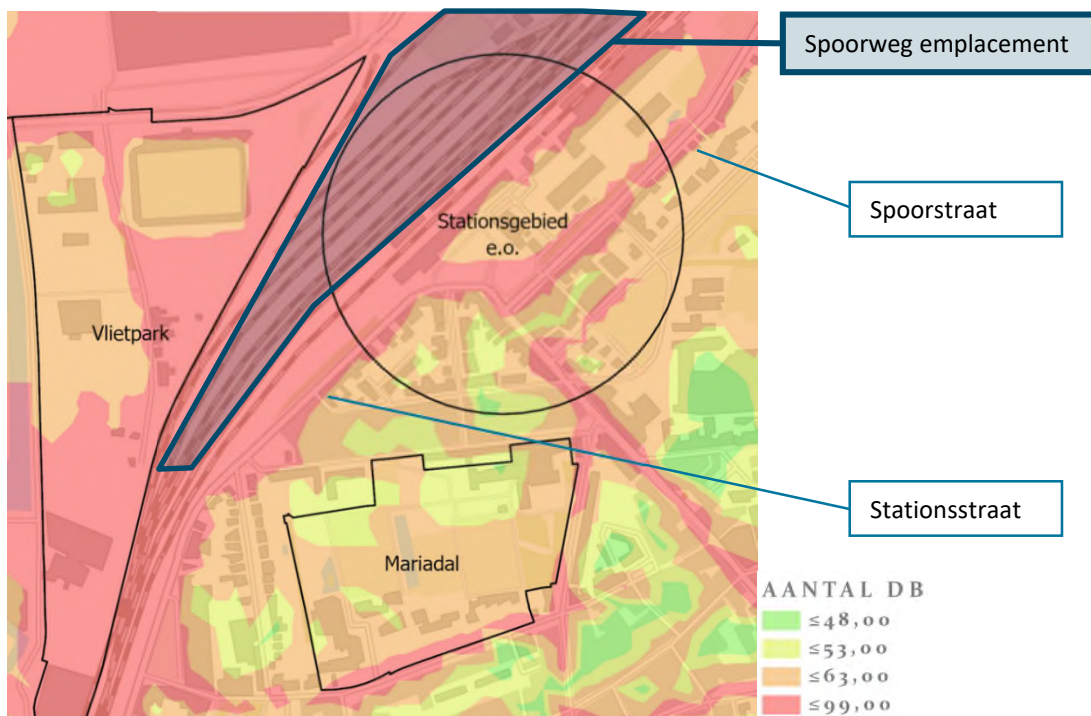 Spoorweg emplacement
Stationsgebied
e.o.
Spoorstraat
Vlietpark
Stationsstraat
Mariadal
AANTAL DB
≤48,00
≤53,00
≤63,00
≤99,00